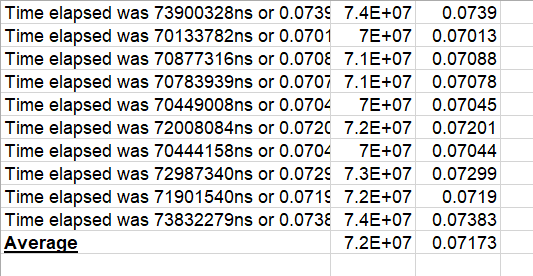 Time elapsed was 73900328ns or 0.0739 7.4E+07 0.0739
Time elapsed was 70133782ns or 0.0701 7E+07 0.07013
Time elapsed was 70877316ns or 0.0708 7.1E+07 0.07088
Time elapsed was 70783939ns or 0.0707 7.1E+07 0.07078
Time elapsed was 70449008ns or 0.0704 7E+07 0.07045
Time elapsed was 72008084ns or 0.0720 7.2E+07 0.07201
Time elapsed was 70444158ns or 0.0704 7E+07 0.07044
Time elapsed was 72987340ns or 0.0729 7.3E+07 0.07299
Time elapsed was 71901540ns or 0.0719 7.2E+07 0.0719
Time elapsed was 73832279ns or 0.0738 7.4E+07 0.07383
Average 7.2E+07 0.07173